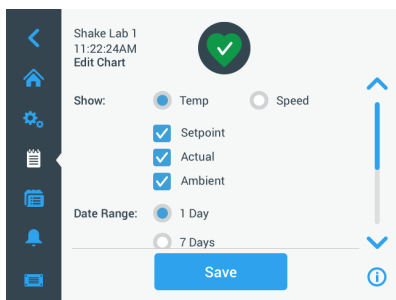 Shake Lab 1
11:22:24AM
Edit Chart
Show: Temp Speed
Setpoint
Actual
Ambient
Date Range: 1 Day
7 Days
Save